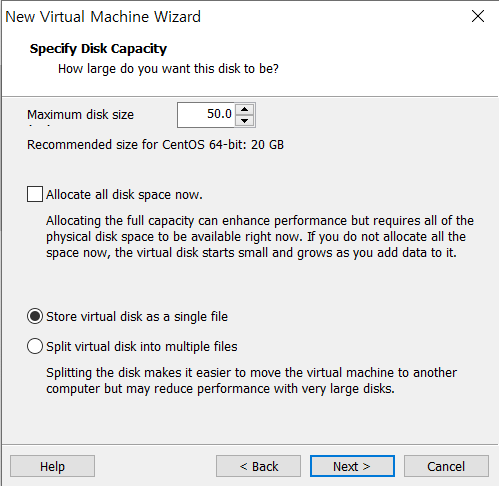 New Virtual Machine Wizard
Specify Disk Capacity
How large do you want this disk to be?
Maximum disk size 50.0
Recommended size for CentOS 64-bit: 20 GB
Allocate all disk space now.
Allocating the full capacity can enhance performance but requires all of the
physical disk space to be available right now. If you do not allocate all the
space now, the virtual disk starts small and grows as you add data to it.
Store virtual disk as a single file
Split virtual disk into multiple files
Splitting the disk makes it easier to move the virtual machine to another
computer but may reduce performance with very large disks.
Help < Back Next > Cancel